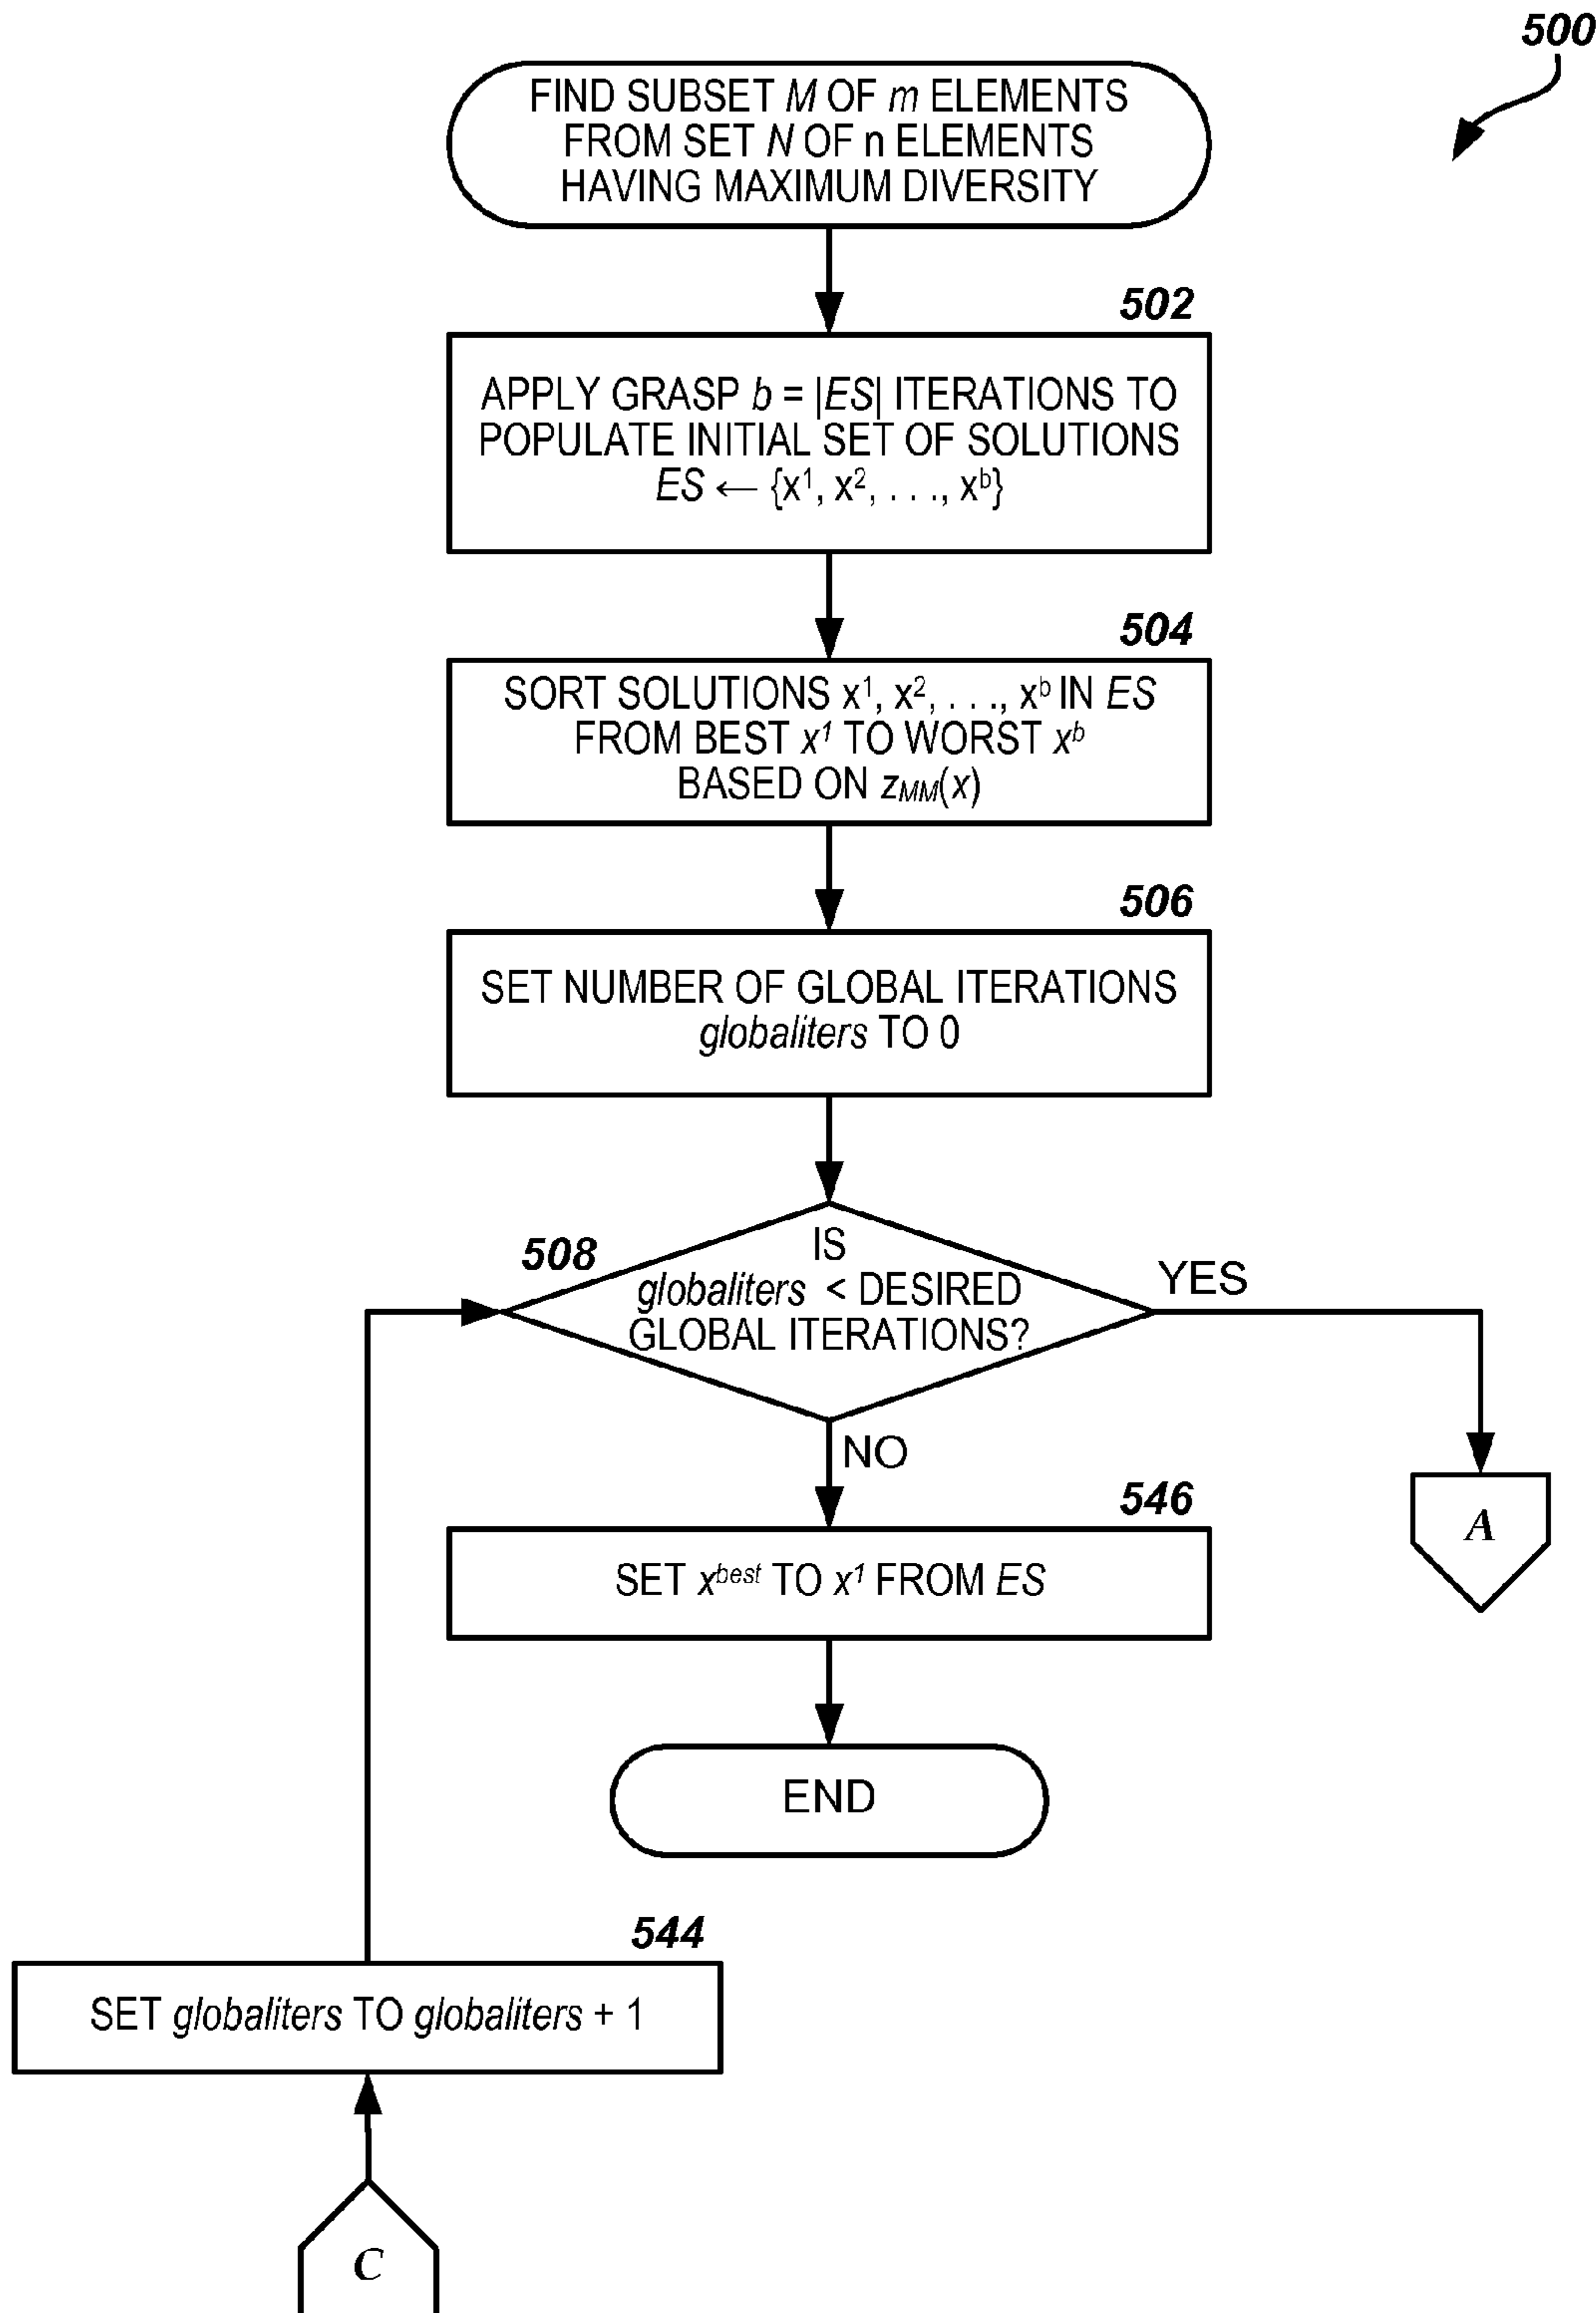 500
FIND SUBSET M OF m ELEMENTS
FROM SET N OF n ELEMENTS
HAVING MAXIMUM DIVERSITY
502
APPLY GRASP b = |ES| ITERATIONS TO
POPULATE INITIAL SET OF SOLUTIONS
ES ← {x¹, x², . . ., xᵇ}
504
SORT SOLUTIONS x¹, x², . . ., xᵇ IN ES
FROM BEST x¹ TO WORST xᵇ
BASED ON z_MM(x)
506
SET NUMBER OF GLOBAL ITERATIONS
globaliters TO 0
508
IS
globaliters < DESIRED
GLOBAL ITERATIONS?
YES
NO
A
546
SET x^best TO x¹ FROM ES
END
544
SET globaliters TO globaliters + 1
C